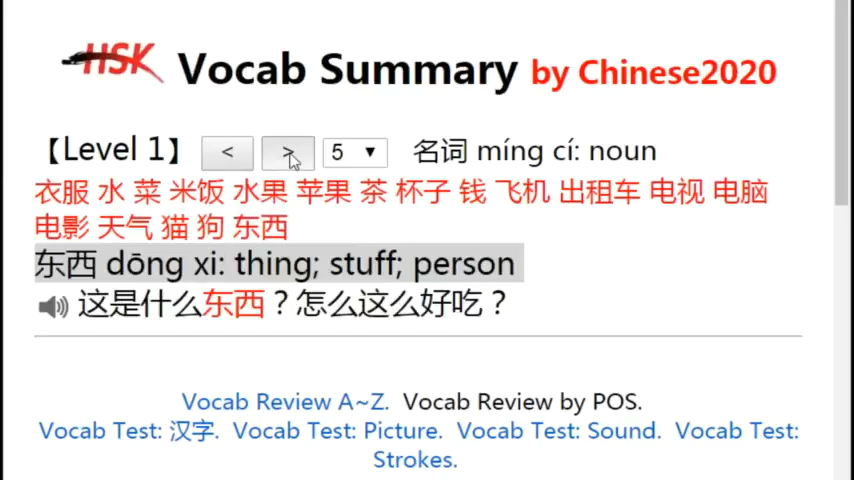 HSK Vocab Summary by Chinese2020
【Level 1】 < > 5 ▼ 名词 míng cí: noun
衣服 水 菜 米饭 水果 苹果 茶 杯子 钱 飞机 出租车 电视 电脑
电影 天气 猫 狗 东西
东西 dōng xi: thing; stuff; person
这是什么东西？怎么这么好吃？
Vocab Review A~Z. Vocab Review by POS.
Vocab Test: 汉字. Vocab Test: Picture. Vocab Test: Sound. Vocab Test:
Strokes.